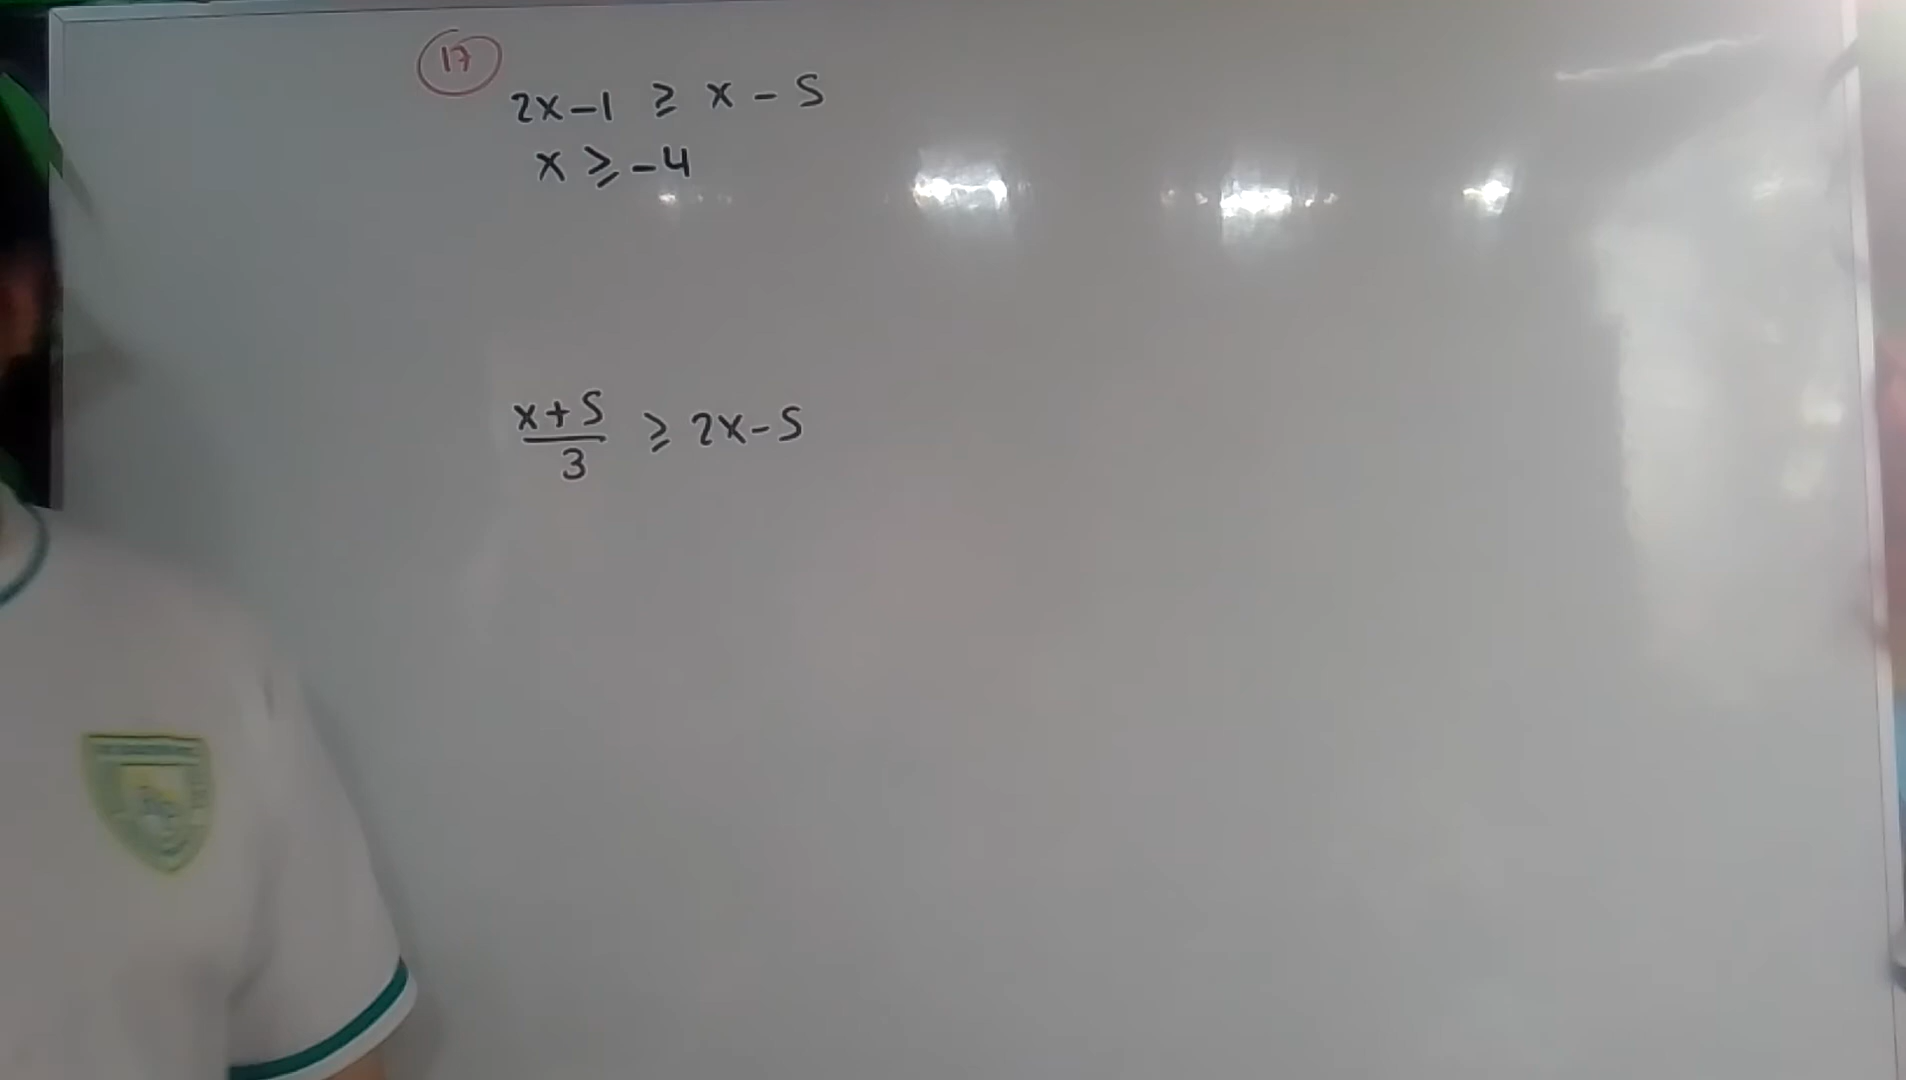 17
2x-1 ≥ x-5
x ≥ -4
x+5
3 ≥ 2x-5